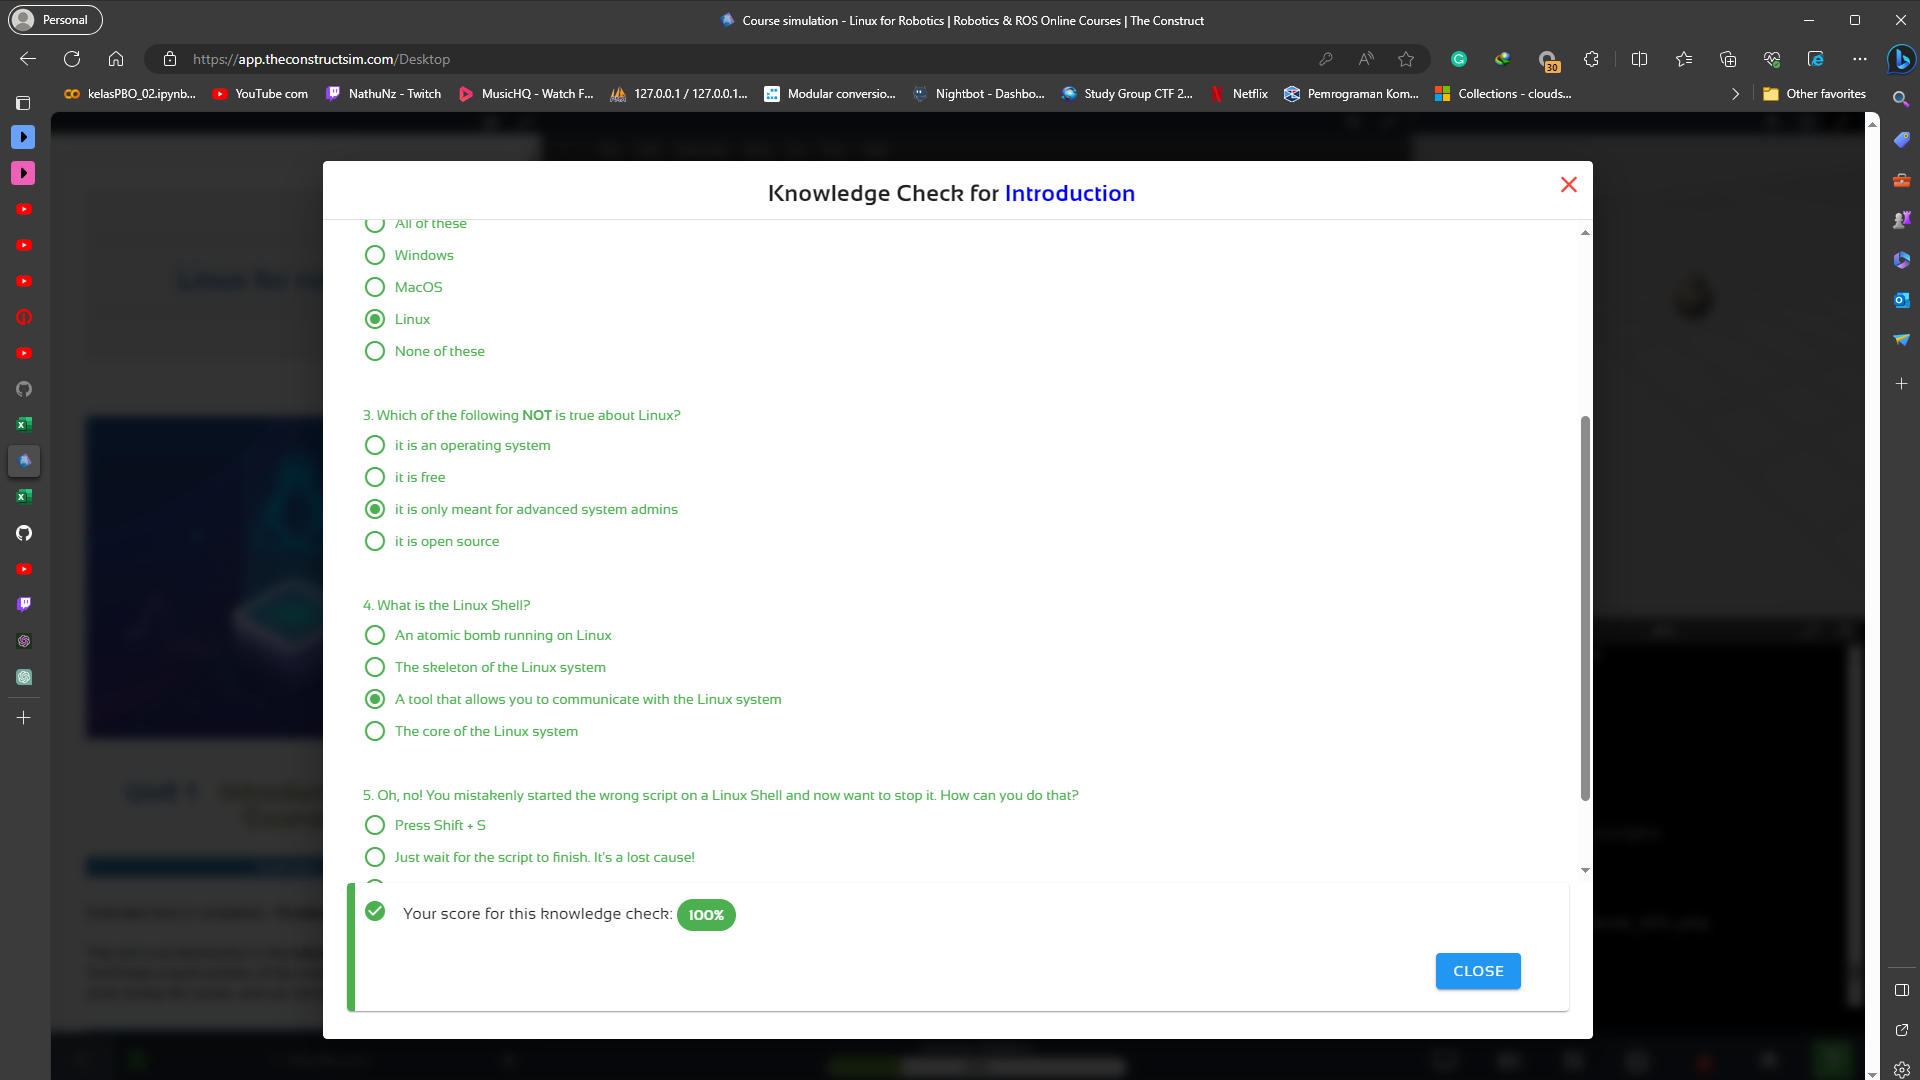 Personal
Course simulation - Linux for Robotics | Robotics & ROS Online Courses | The Construct
https://app.theconstructsim.com/Desktop
30
kelasPBO_02.ipynb...
YouTube com
NathuNz - Twitch
MusicHQ - Watch F...
127.0.0.1 / 127.0.0.1...
Modular conversio...
Nightbot - Dashbo...
Study Group CTF 2...
Netflix
Pemrograman Kom...
Collections - clouds...
Other favorites
Knowledge Check for Introduction
All of these
Windows
MacOS
Linux
None of these
3. Which of the following NOT is true about Linux?
it is an operating system
it is free
it is only meant for advanced system admins
it is open source
4. What is the Linux Shell?
An atomic bomb running on Linux
The skeleton of the Linux system
A tool that allows you to communicate with the Linux system
The core of the Linux system
5. Oh, no! You mistakenly started the wrong script on a Linux Shell and now want to stop it. How can you do that?
Press Shift + S
Just wait for the script to finish. It's a lost cause!
Your score for this knowledge check: 100%
CLOSE